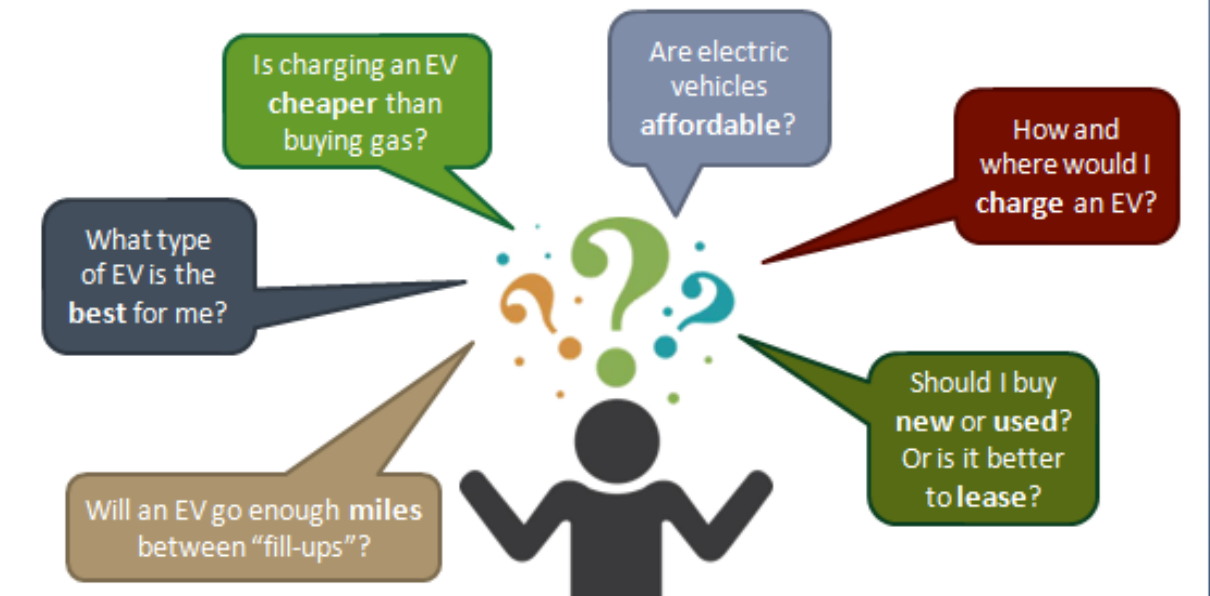 Is charging an EV
cheaper than
buying gas?
Are electric
vehicles
affordable?
How and
where would I
charge an EV?
What type
of EV is the
best for me?
Should I buy
new or used?
Or is it better
to lease?
Will an EV go enough miles
between “fill-ups”?